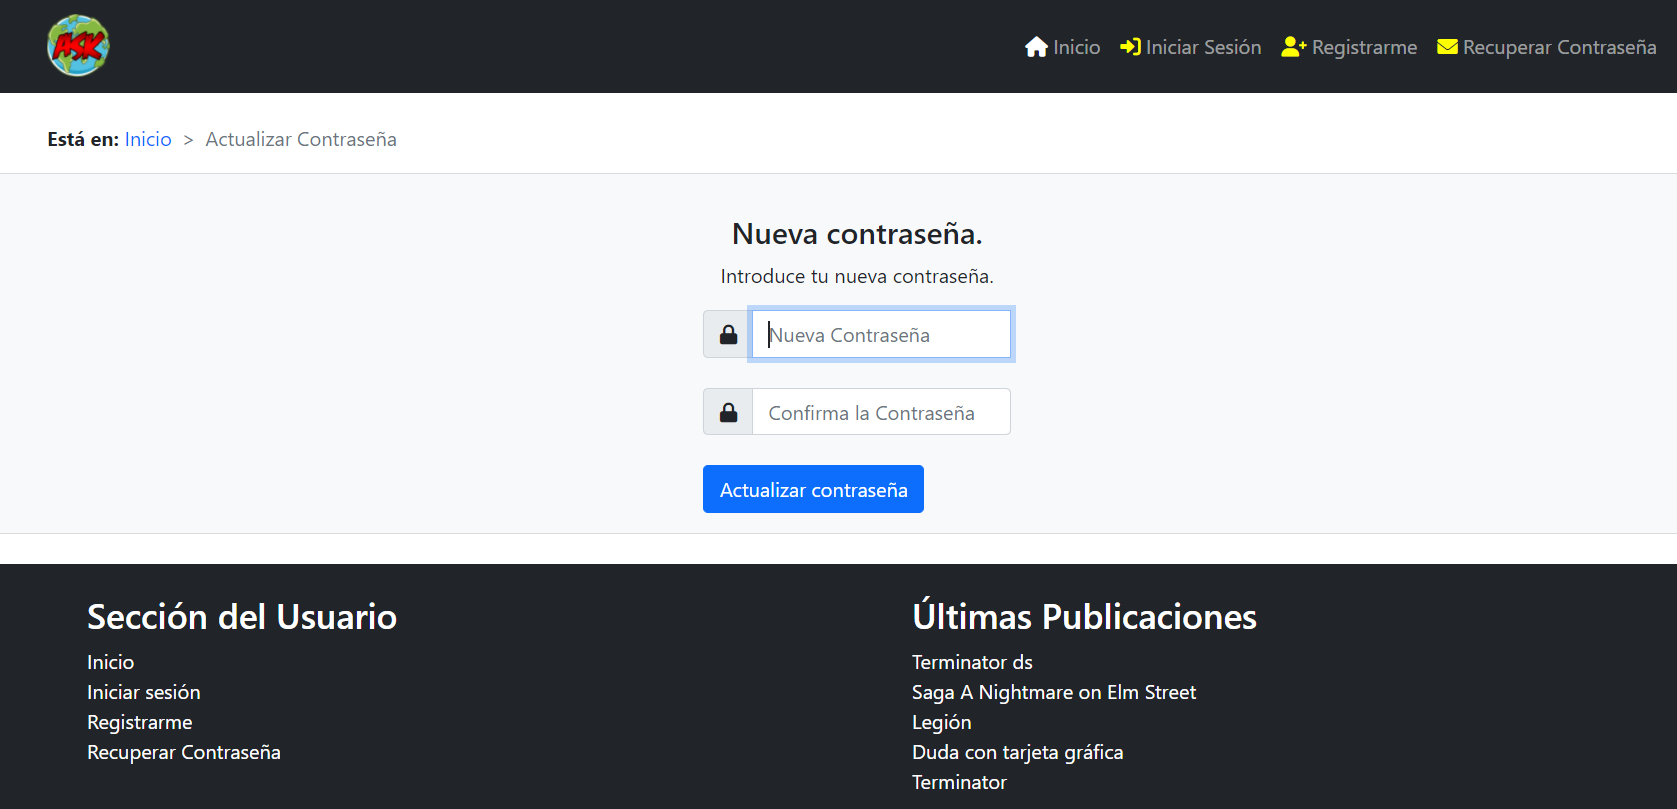 ASK
Inicio Iniciar Sesión Registrarme Recuperar Contraseña
Está en: Inicio > Actualizar Contraseña
Nueva contraseña.
Introduce tu nueva contraseña.
Nueva Contraseña
Confirma la Contraseña
Actualizar contraseña
Sección del Usuario
Inicio
Iniciar sesión
Registrarme
Recuperar Contraseña
Últimas Publicaciones
Terminator ds
Saga A Nightmare on Elm Street
Legión
Duda con tarjeta gráfica
Terminator